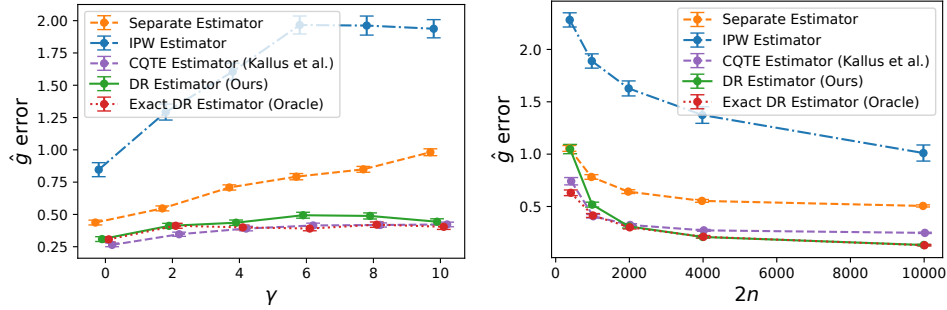 Separate Estimator
IPW Estimator
CQTE Estimator (Kallus et al.)
DR Estimator (Ours)
Exact DR Estimator (Oracle)
2.00
1.75
1.50
1.25
1.00
0.75
0.50
0.25
ĝ error
0 2 4 6 8 10
γ
Separate Estimator
IPW Estimator
CQTE Estimator (Kallus et al.)
DR Estimator (Ours)
Exact DR Estimator (Oracle)
2.0
1.5
1.0
0.5
ĝ error
0 2000 4000 6000 8000 10000
2n